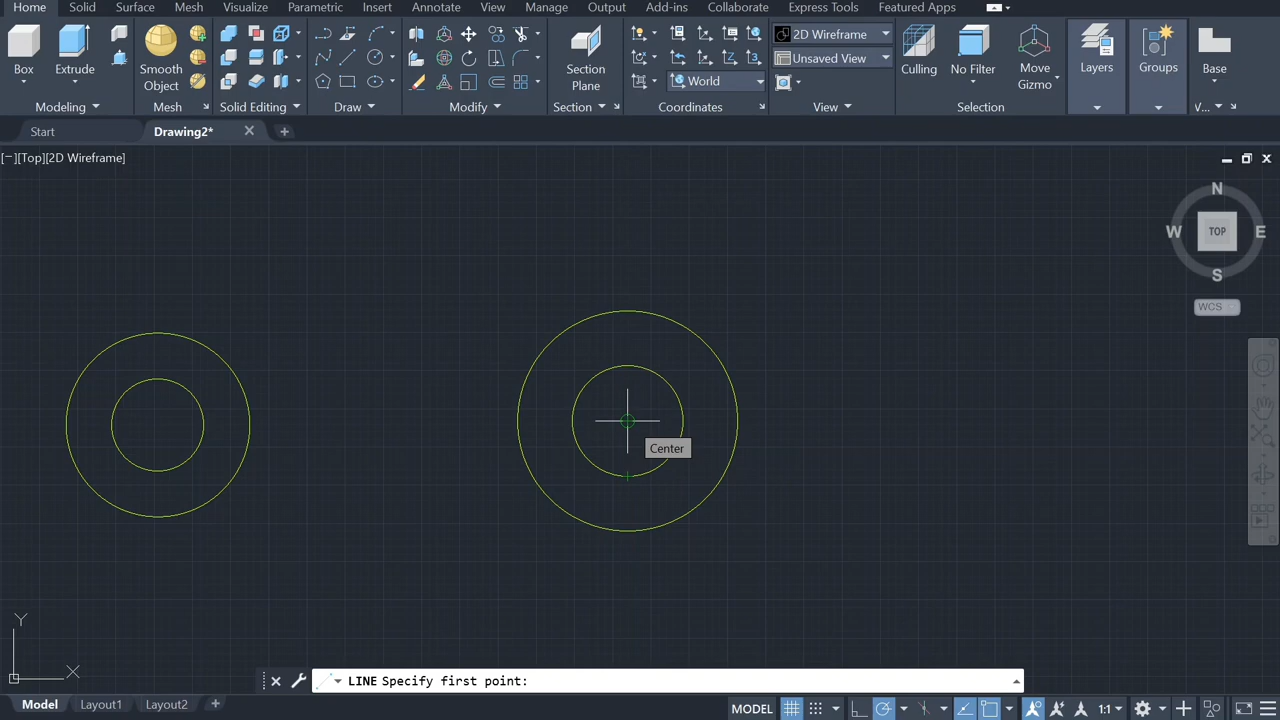 Home Solid Surface Mesh Visualize Parametric Insert Annotate View Manage Output Add-ins Collaborate Express Tools Featured Apps
Box Extrude Smooth Object Section Plane 2D Wireframe Unsaved View World Culling No Filter Move Gizmo Layers Groups Base
Modeling Mesh Solid Editing Draw Modify Section Coordinates View Selection V...
Start Drawing2*
[−][Top][2D Wireframe]
N
W TOP E
S
WCS
Center
Y
X
LINE Specify first point:
Model Layout1 Layout2 MODEL 1:1